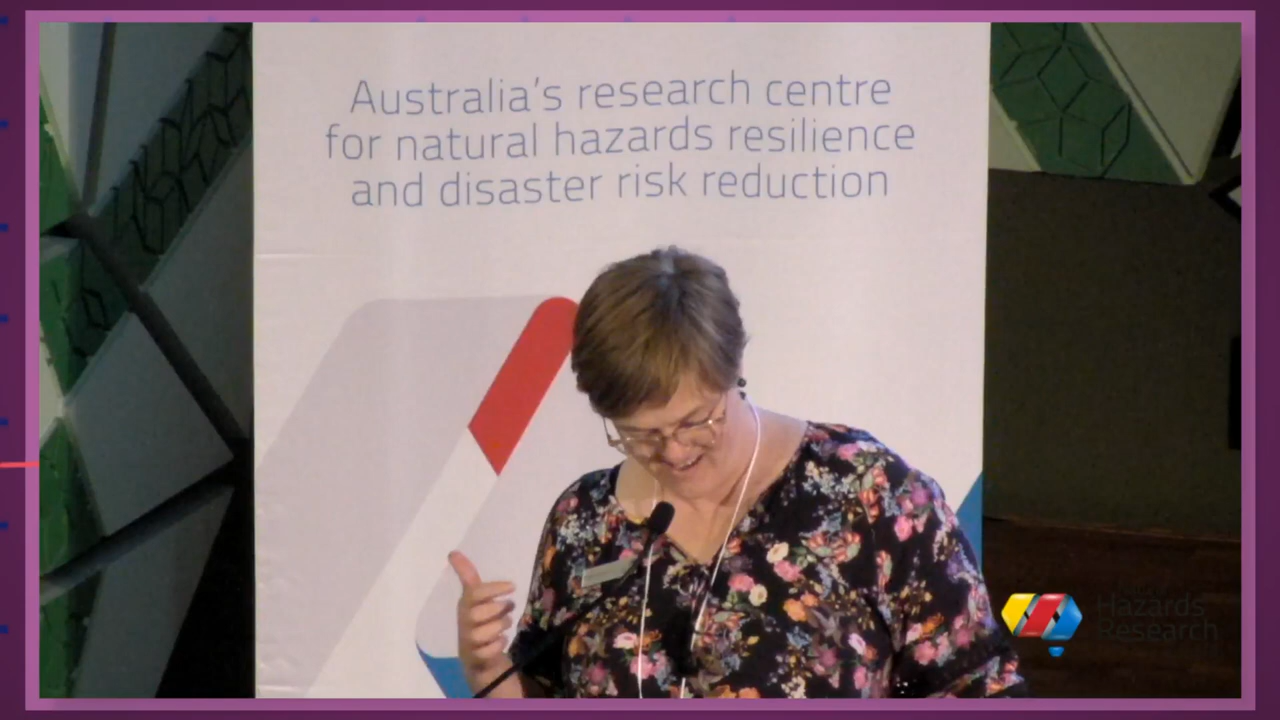 Australia's research centre
for natural hazards resilience
and disaster risk reduction
Hazards
Research